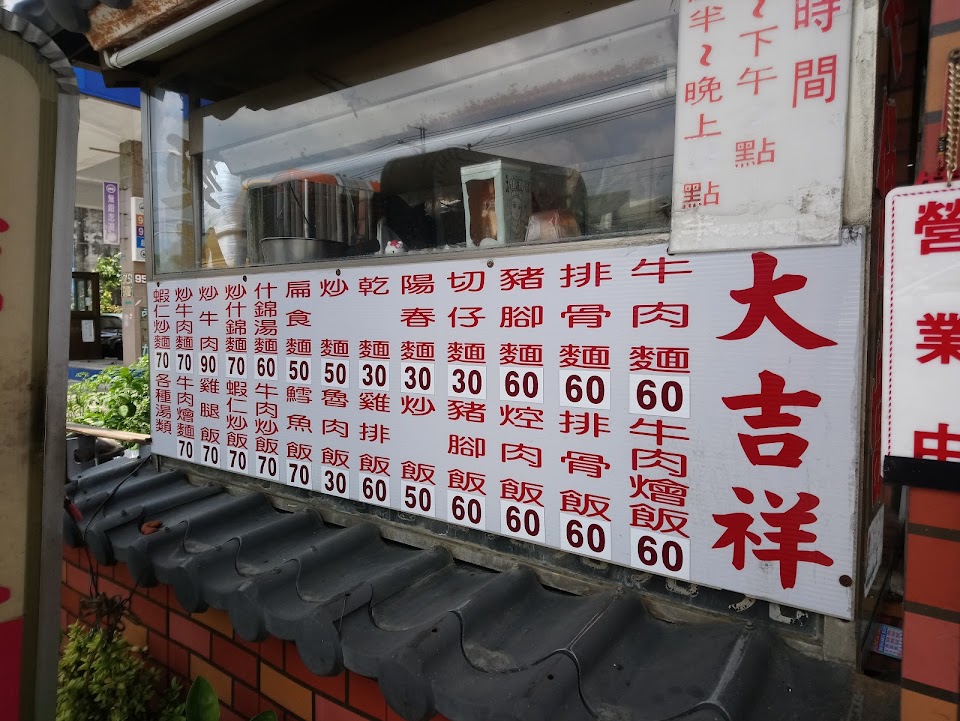 時間
~下午 點
半~晚上 點
營業中
大吉祥
牛肉麵 60
排骨麵 60
豬腳麵 60
切仔麵 30
陽春麵 30
乾麵 30
炒麵 50
扁食麵 50
什錦湯麵 60
炒什錦麵 70
炒牛肉 90
炒牛肉麵 70
蝦仁炒麵 70
牛肉燴飯 60
排骨飯 60
焢肉飯 60
豬腳飯 60
炒飯 50
雞排飯 60
魯肉飯 30
鱈魚飯 70
牛肉炒飯 70
蝦仁炒飯 70
雞腿飯 70
牛肉燴麵 70
各種湯類